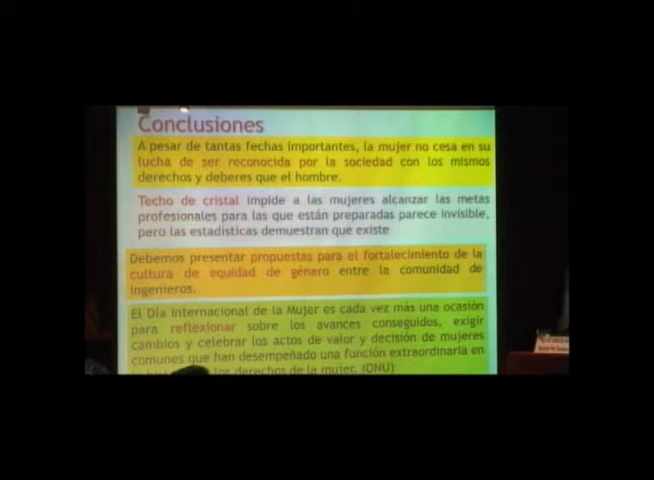 Conclusiones
A pesar de tantas fechas importantes, la mujer no cesa en su
lucha de ser reconocida por la sociedad con los mismos
derechos y deberes que el hombre.
Techo de cristal impide a las mujeres alcanzar las metas
profesionales para las que están preparadas parece invisible,
pero las estadísticas demuestran que existe
Debemos presentar propuestas para el fortalecimiento de la
cultura de equidad de género entre la comunidad de
ingenieros.
El Día Internacional de la Mujer es cada vez más una ocasión
para reflexionar sobre los avances conseguidos, exigir
cambios y celebrar los actos de valor y decisión de mujeres
comunes que han desempeñado una función extraordinaria en
los derechos de la mujer. (ONU)